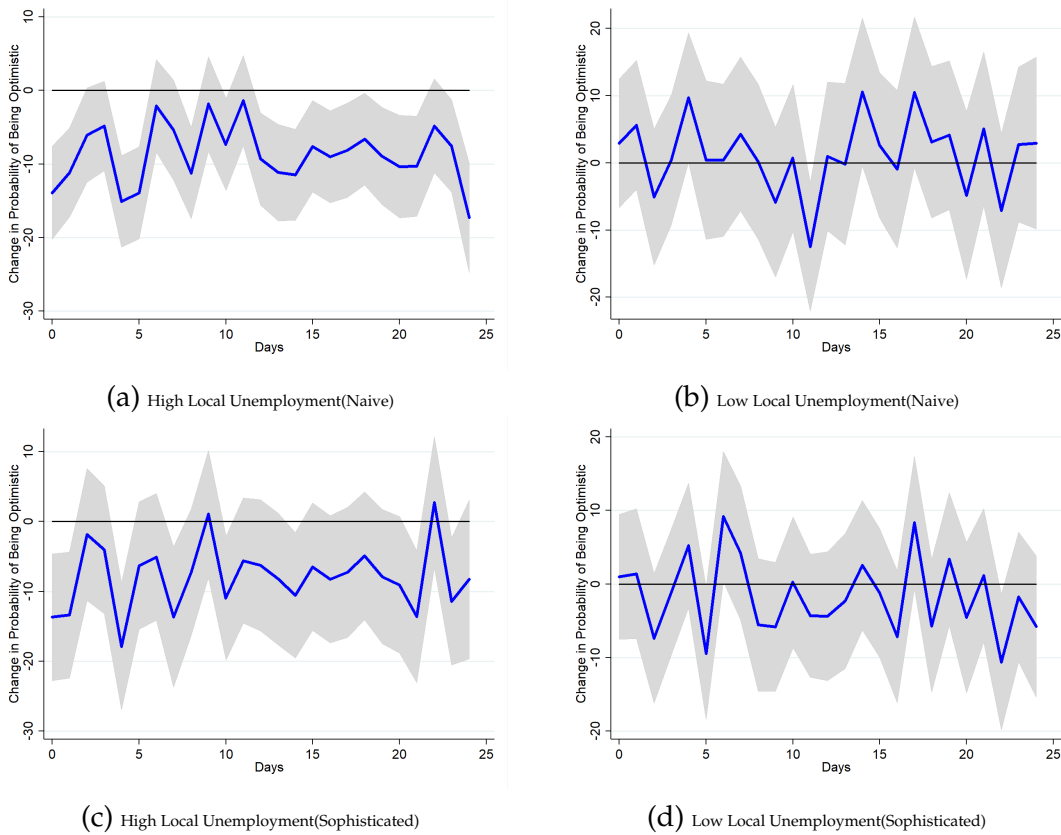 10
0
-10
-20
-30
Change in Probability of Being Optimistic
0 5 10 15 20 25
Days
(a) High Local Unemployment(Naive)
20
10
0
-10
-20
Change in Probability of Being Optimistic
0 5 10 15 20 25
Days
(b) Low Local Unemployment(Naive)
10
0
-10
-20
-30
Change in Probability of Being Optimistic
0 5 10 15 20 25
Days
(c) High Local Unemployment(Sophisticated)
20
10
0
-10
-20
Change in Probability of Being Optimistic
0 5 10 15 20 25
Days
(d) Low Local Unemployment(Sophisticated)